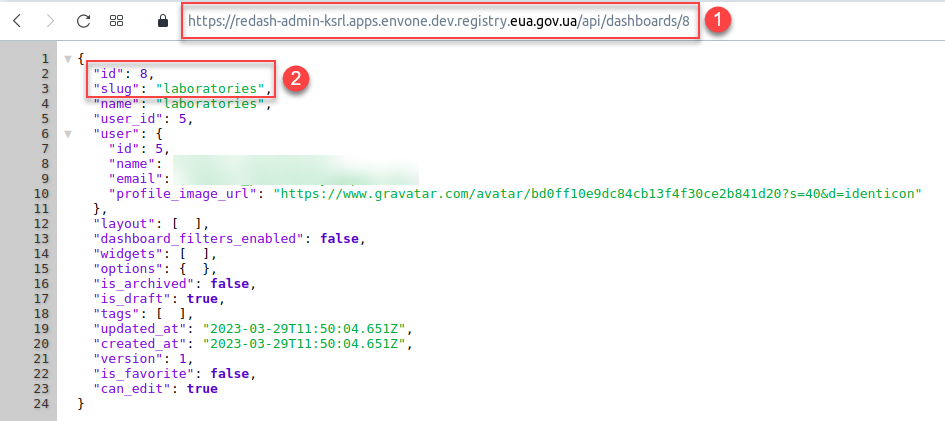 https://redash-admin-ksrl.apps.envone.dev.registry.eua.gov.ua/api/dashboards/8 1
1 {
2 "id": 8, 2
3 "slug": "laboratories",
4 "name": "laboratories",
5 "user_id": 5,
6 "user": {
7 "id": 5,
8 "name":
9 "email":
10 "profile_image_url": "https://www.gravatar.com/avatar/bd0ff10e9dc84cb13f4f30ce2b841d20?s=40&d=identicon"
11 },
12 "layout": [ ],
13 "dashboard_filters_enabled": false,
14 "widgets": [ ],
15 "options": { },
16 "is_archived": false,
17 "is_draft": true,
18 "tags": [ ],
19 "updated_at": "2023-03-29T11:50:04.651Z",
20 "created_at": "2023-03-29T11:50:04.651Z",
21 "version": 1,
22 "is_favorite": false,
23 "can_edit": true
24 }